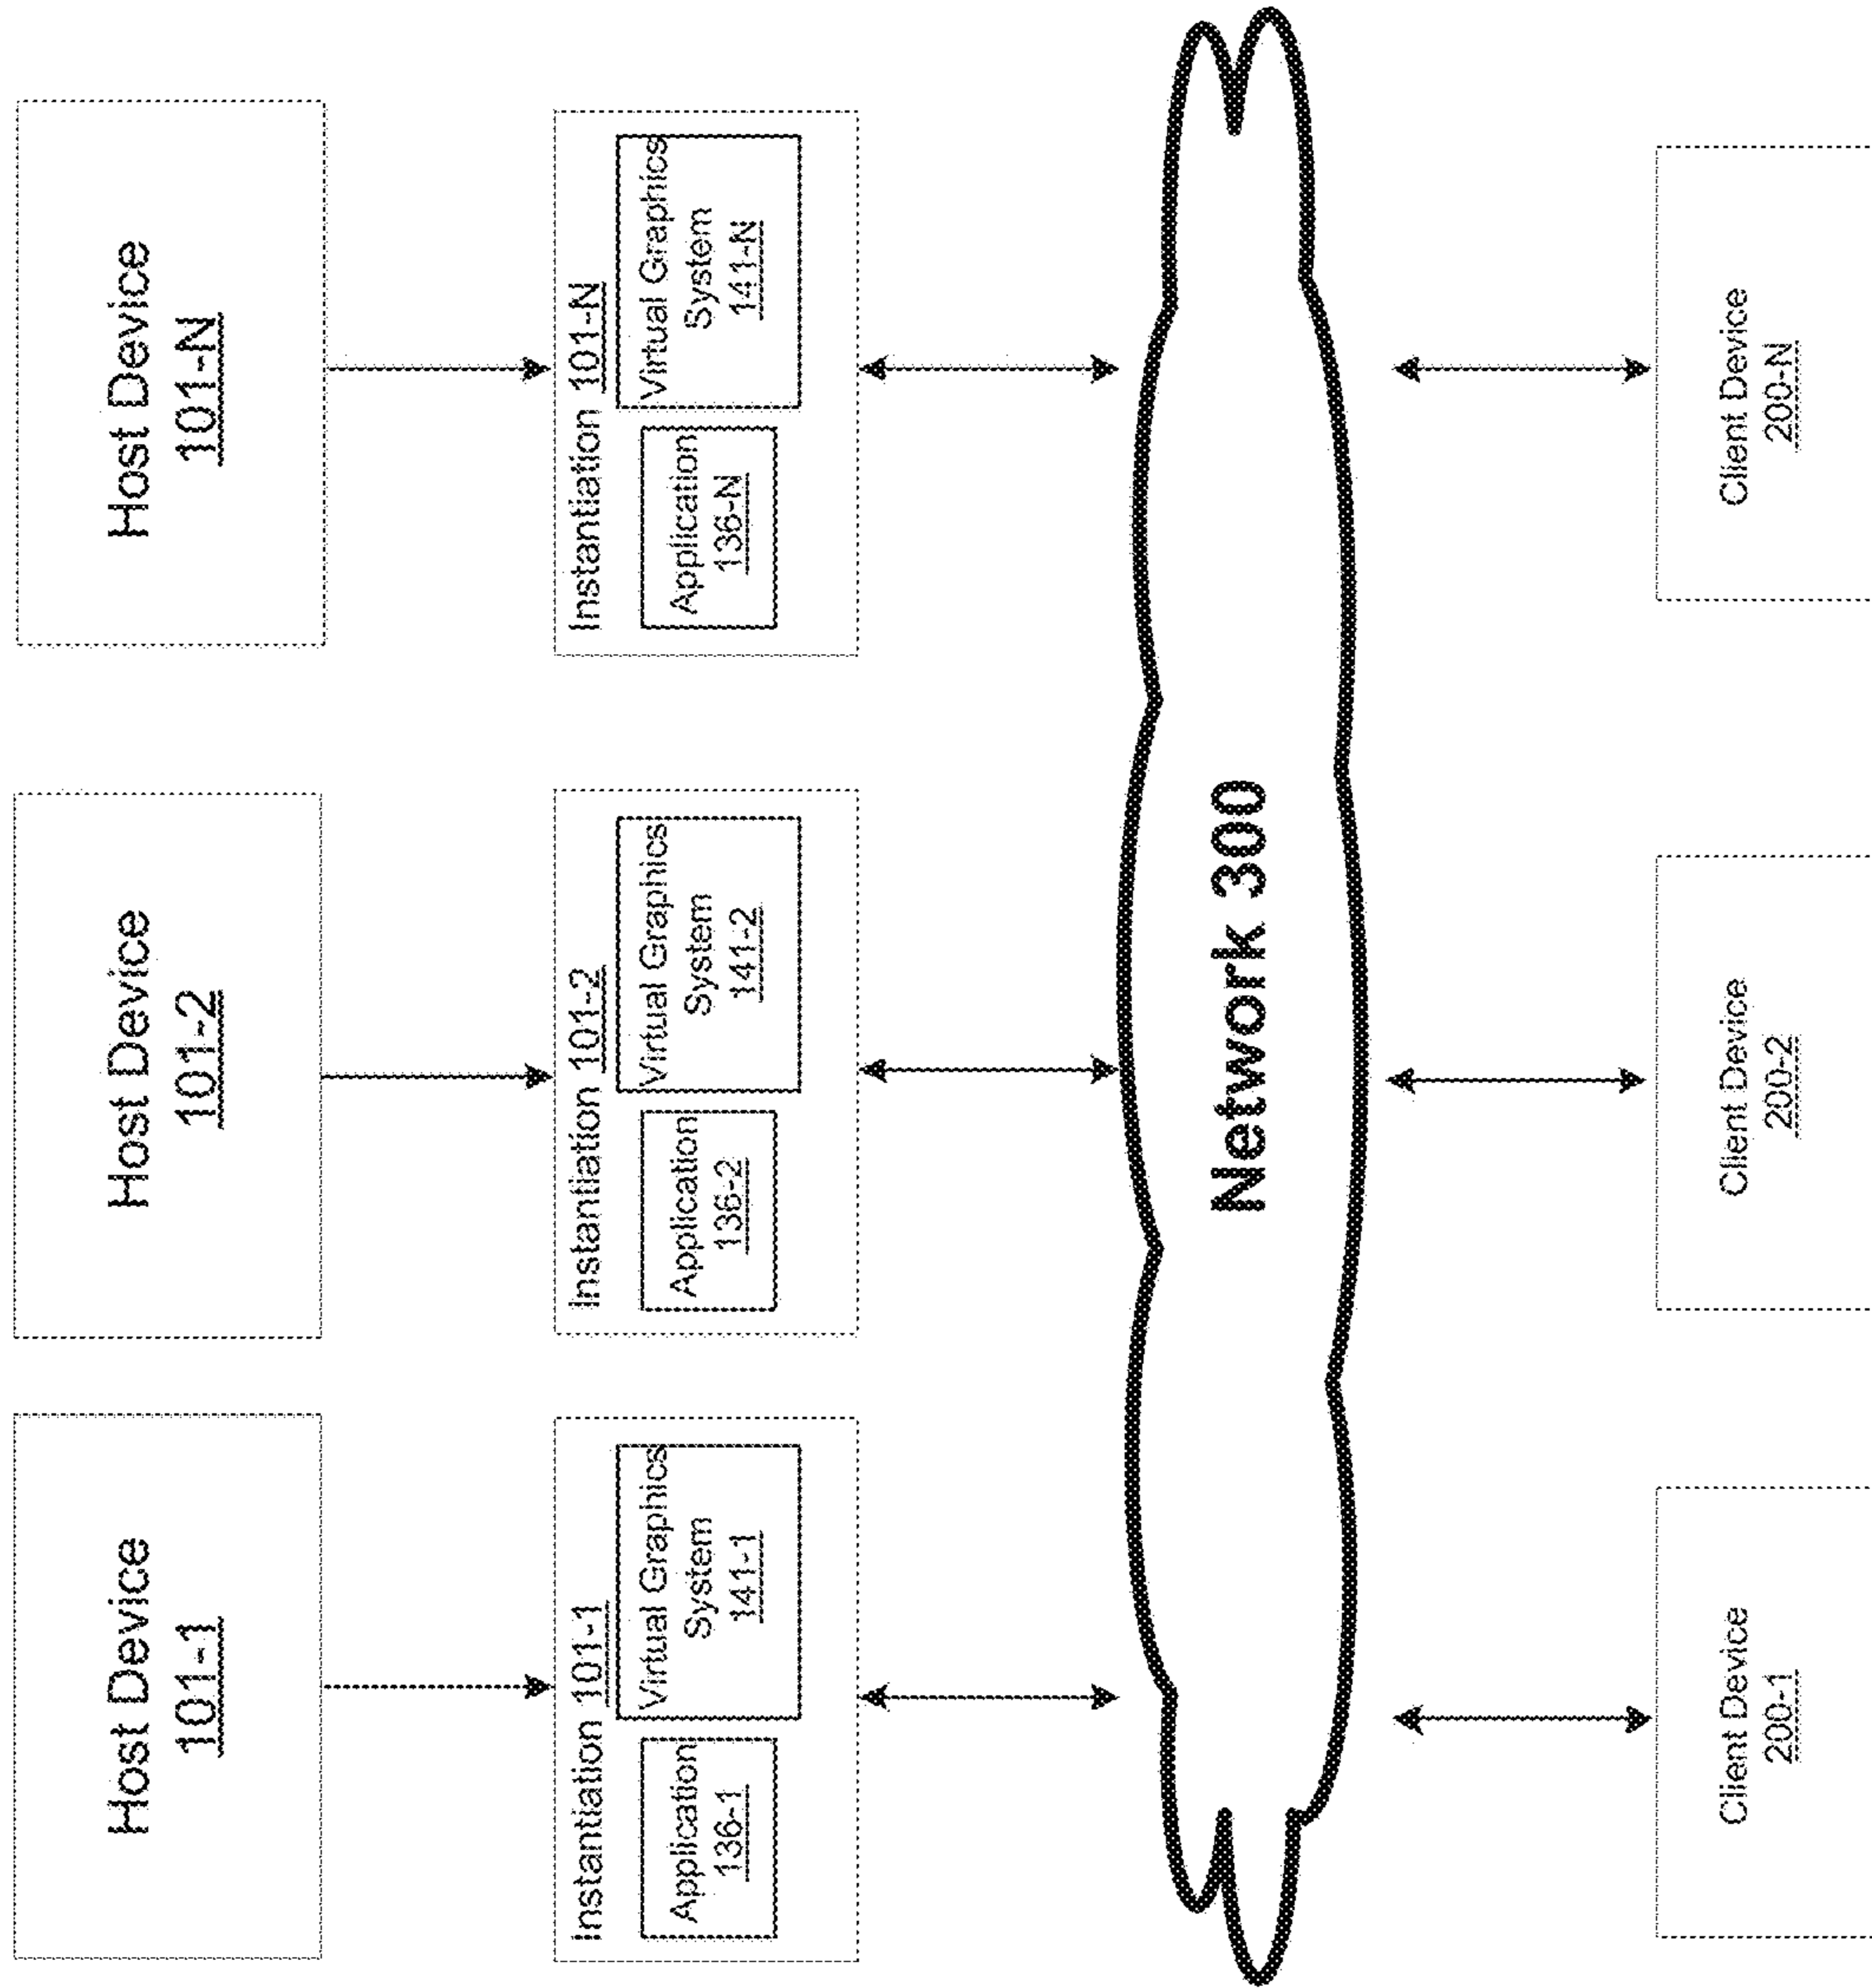 Host Device
101-1
Host Device
101-2
Host Device
101-N
Instantiation 101-1
Application
136-1
Virtual Graphics
System
141-1
Instantiation 101-2
Application
136-2
Virtual Graphics
System
141-2
Instantiation 101-N
Application
136-N
Virtual Graphics
System
141-N
Network 300
Client Device
200-1
Client Device
200-2
Client Device
200-N